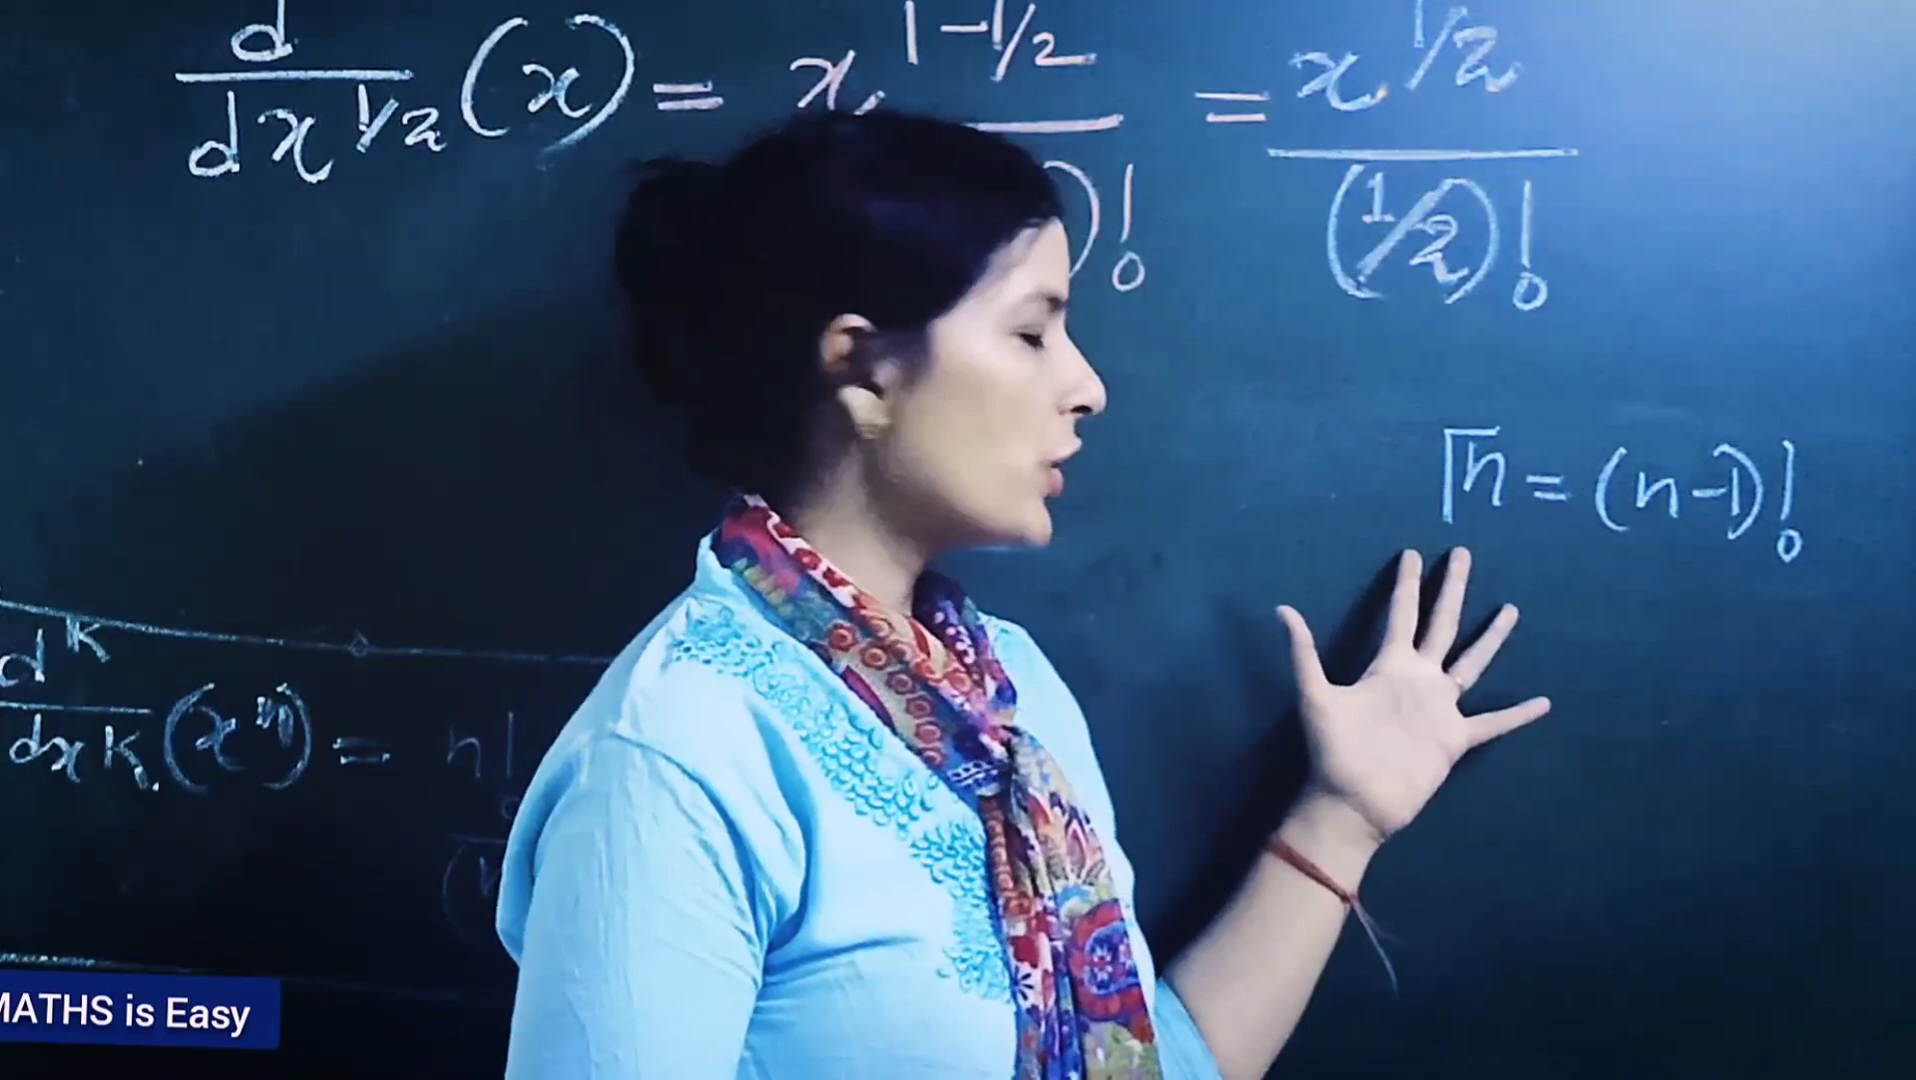 d/dx^1/2 (x) = x^1-1/2 / )! = x^1/2 / (1/2)!
Γn = (n-1)!
d^k/dx^k (x^n) = n! / (
MATHS is Easy